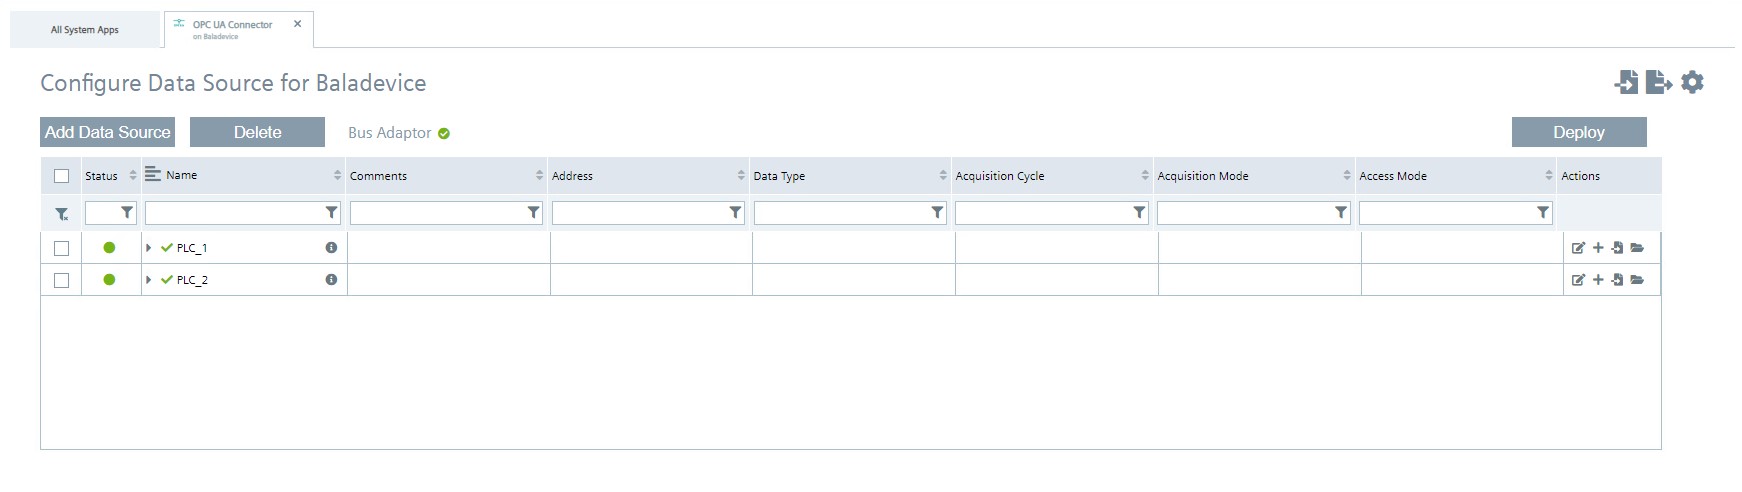 All System Apps
OPC UA Connector
on Baladevice
Configure Data Source for Baladevice
Add Data Source
Delete
Bus Adaptor
Deploy
Status
Name
Comments
Address
Data Type
Acquisition Cycle
Acquisition Mode
Access Mode
Actions
PLC_1
PLC_2